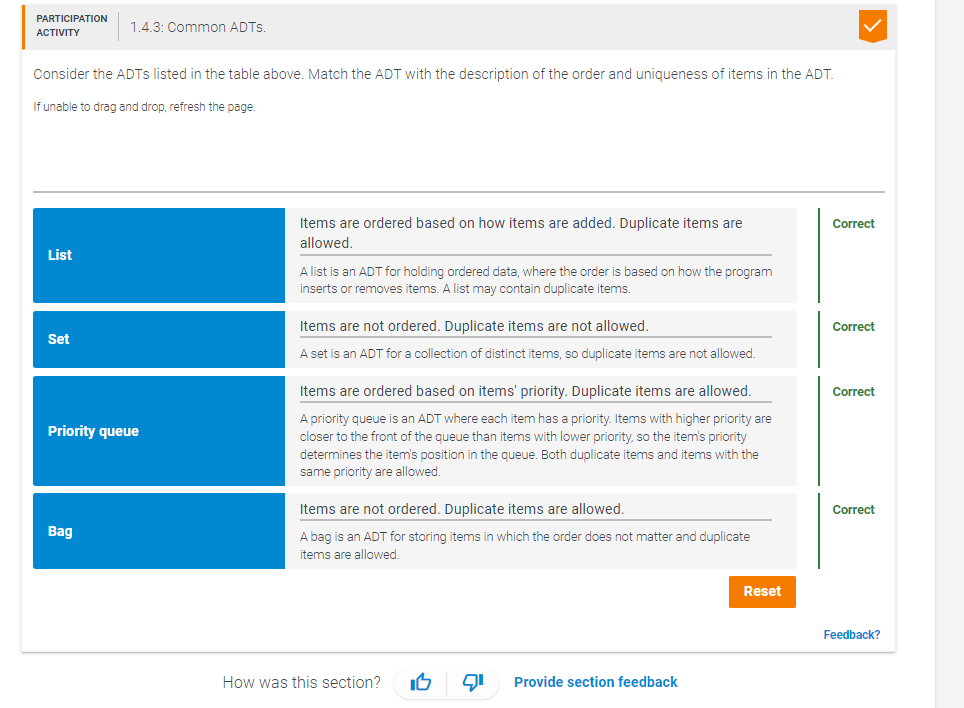 PARTICIPATION
ACTIVITY
1.4.3: Common ADTs.
Consider the ADTs listed in the table above. Match the ADT with the description of the order and uniqueness of items in the ADT.
If unable to drag and drop, refresh the page.
List
Items are ordered based on how items are added. Duplicate items are
allowed.
A list is an ADT for holding ordered data, where the order is based on how the program
inserts or removes items. A list may contain duplicate items.
Correct
Set
Items are not ordered. Duplicate items are not allowed.
A set is an ADT for a collection of distinct items, so duplicate items are not allowed.
Correct
Priority queue
Items are ordered based on items' priority. Duplicate items are allowed.
A priority queue is an ADT where each item has a priority. Items with higher priority are
closer to the front of the queue than items with lower priority, so the item's priority
determines the item's position in the queue. Both duplicate items and items with the
same priority are allowed.
Correct
Bag
Items are not ordered. Duplicate items are allowed.
A bag is an ADT for storing items in which the order does not matter and duplicate
items are allowed.
Correct
Reset
Feedback?
How was this section?
Provide section feedback